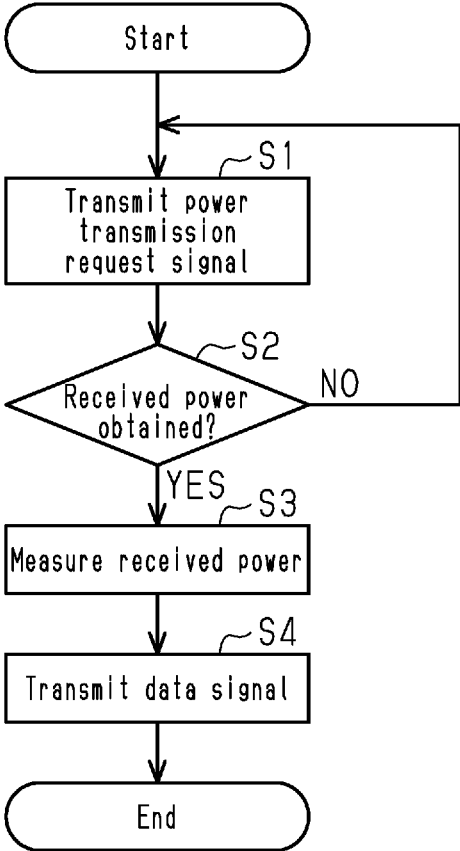 Start
S1
Transmit power
transmission
request signal
S2
Received power
obtained?
NO
YES
S3
Measure received power
S4
Transmit data signal
End